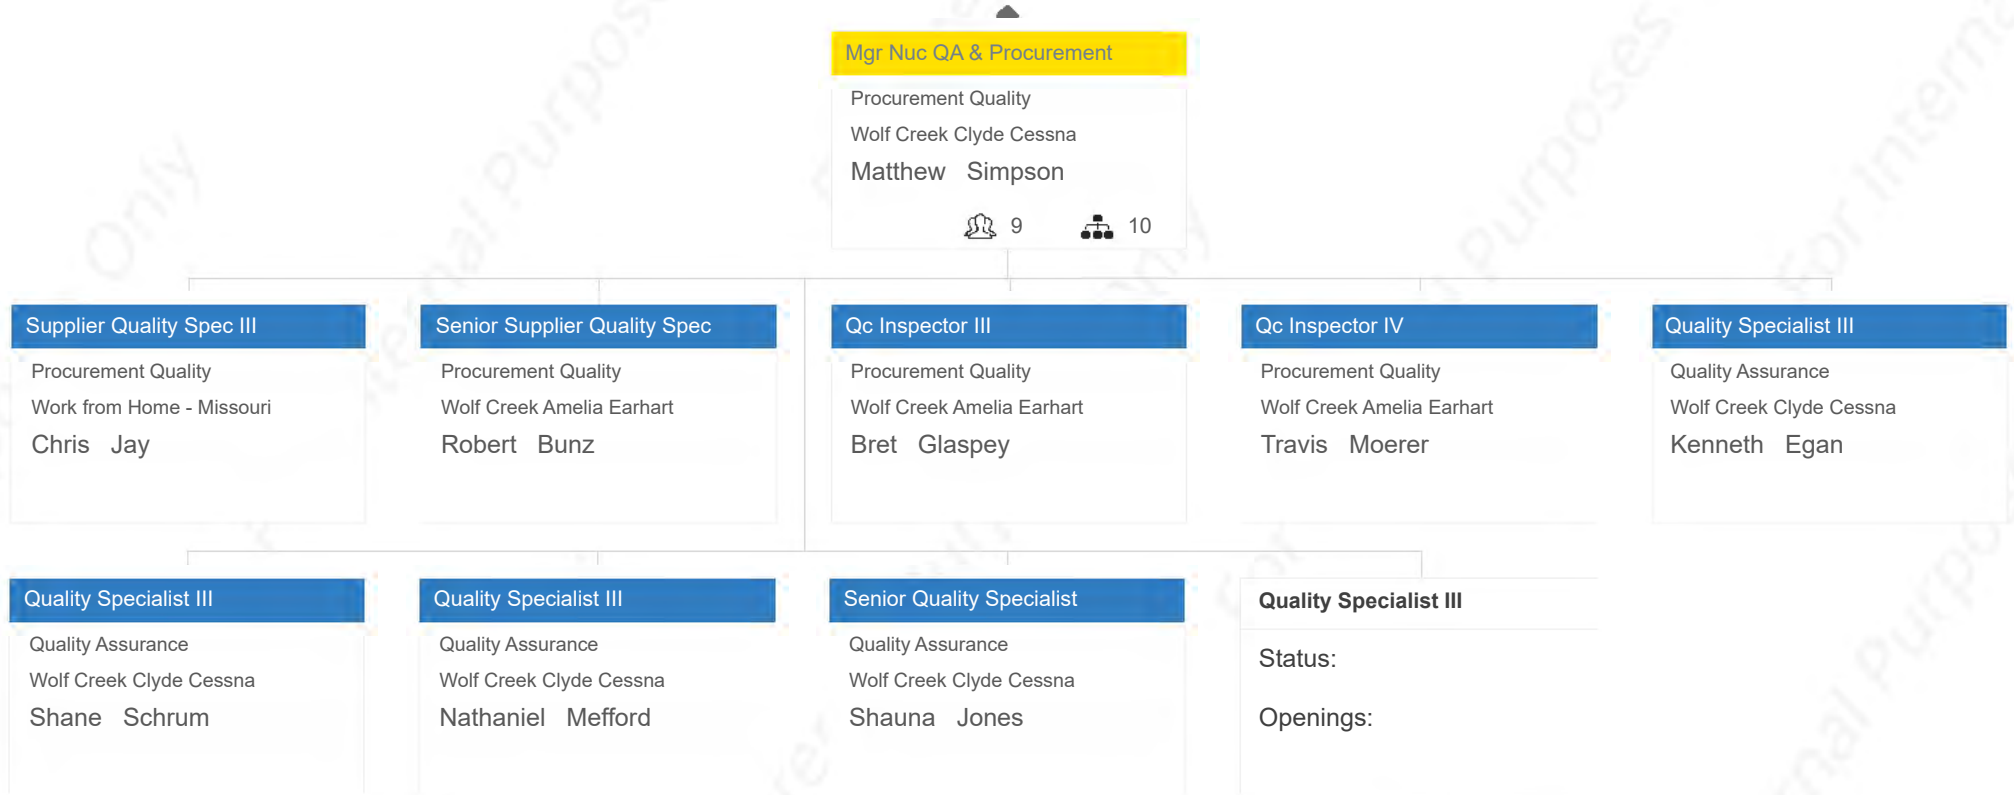 Mgr Nuc QA & Procurement
Procurement Quality
Wolf Creek Clyde Cessna
Matthew Simpson
9 10
Supplier Quality Spec III
Procurement Quality
Work from Home - Missouri
Chris Jay
Senior Supplier Quality Spec
Procurement Quality
Wolf Creek Amelia Earhart
Robert Bunz
Qc Inspector III
Procurement Quality
Wolf Creek Amelia Earhart
Bret Glaspey
Qc Inspector IV
Procurement Quality
Wolf Creek Amelia Earhart
Travis Moerer
Quality Specialist III
Quality Assurance
Wolf Creek Clyde Cessna
Kenneth Egan
Quality Specialist III
Quality Assurance
Wolf Creek Clyde Cessna
Shane Schrum
Quality Specialist III
Quality Assurance
Wolf Creek Clyde Cessna
Nathaniel Mefford
Senior Quality Specialist
Quality Assurance
Wolf Creek Clyde Cessna
Shauna Jones
Quality Specialist III
Status:
Openings: